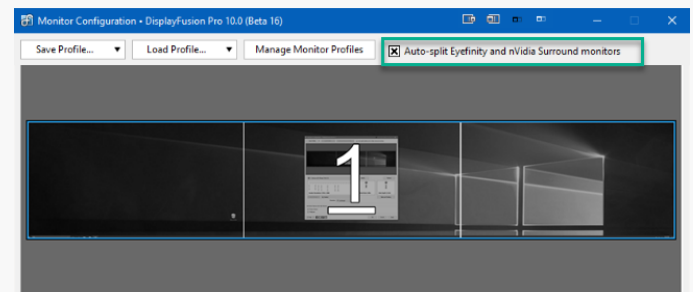 Monitor Configuration • DisplayFusion Pro 10.0 (Beta 16)
Save Profile... Load Profile... Manage Monitor Profiles Auto-split Eyefinity and nVidia Surround monitors
1